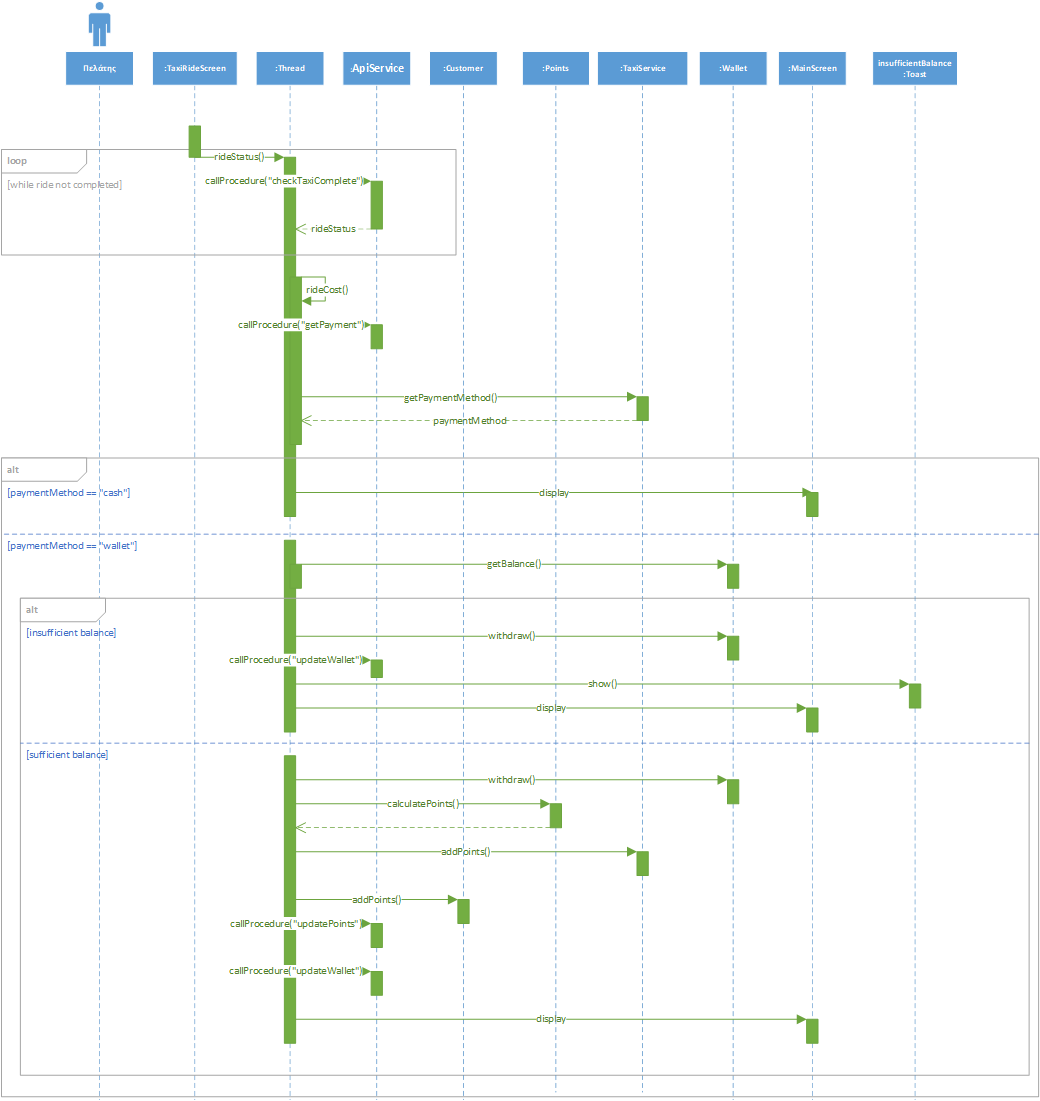 Πελάτης
:TaxiRideScreen
:Thread
:ApiService
:Customer
:Points
:TaxiService
:Wallet
:MainScreen
insufficientBalance
:Toast
loop
[while ride not completed]
rideStatus()
callProcedure("checkTaxiComplete")
rideStatus
rideCost()
callProcedure("getPayment")
getPaymentMethod()
paymentMethod
alt
[paymentMethod == "cash"]
display
[paymentMethod == "wallet"]
getBalance()
alt
[insufficient balance]
withdraw()
callProcedure("updateWallet")
show()
display
[sufficient balance]
withdraw()
calculatePoints()
addPoints()
addPoints()
callProcedure("updatePoints")
callProcedure("updateWallet")
display